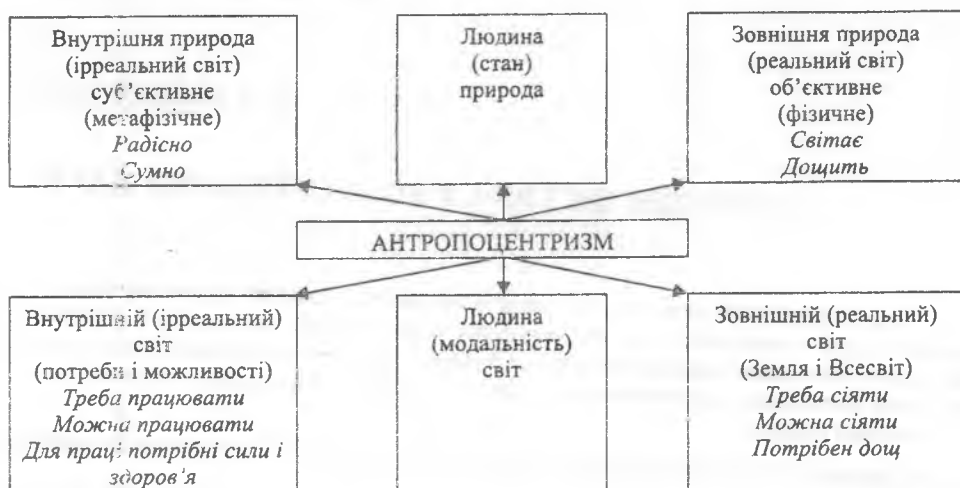 Внутрішня природа
(ірреальний світ)
суб’єктивне
(метафізичне)
Радісно
Сумно
Людина
(стан)
природа
Зовнішня природа
(реальний світ)
об’єктивне
(фізичне)
Світає
Дощить
АНТРОПОЦЕНТРИЗМ
Внутрішній (ірреальний)
світ
(потреби і можливості)
Треба працювати
Можна працювати
Для праці потрібні сили і
здоров’я
Людина
(модальність)
світ
Зовнішній (реальний)
світ
(Земля і Всесвіт)
Треба сіяти
Можна сіяти
Потрібен дощ